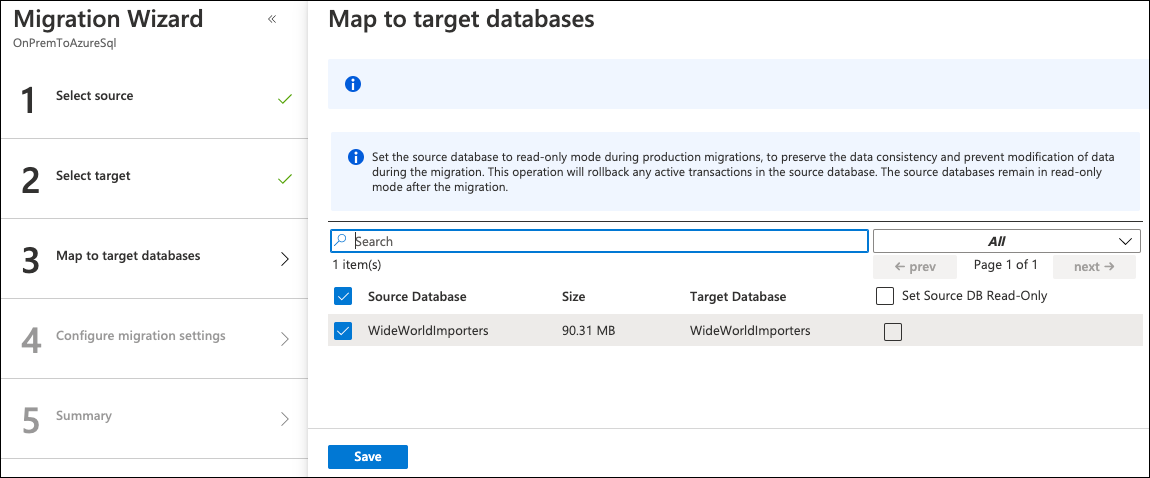 Migration Wizard «
OnPremToAzureSql
1 Select source
2 Select target
3 Map to target databases
4 Configure migration settings
5 Summary
Map to target databases
Set the source database to read-only mode during production migrations, to preserve the data consistency and prevent modification of data
during the migration. This operation will rollback any active transactions in the source database. The source databases remain in read-only
mode after the migration.
Search All
1 item(s) ← prev Page 1 of 1 next →
Source Database Size Target Database Set Source DB Read-Only
WideWorldImporters 90.31 MB WideWorldImporters
Save